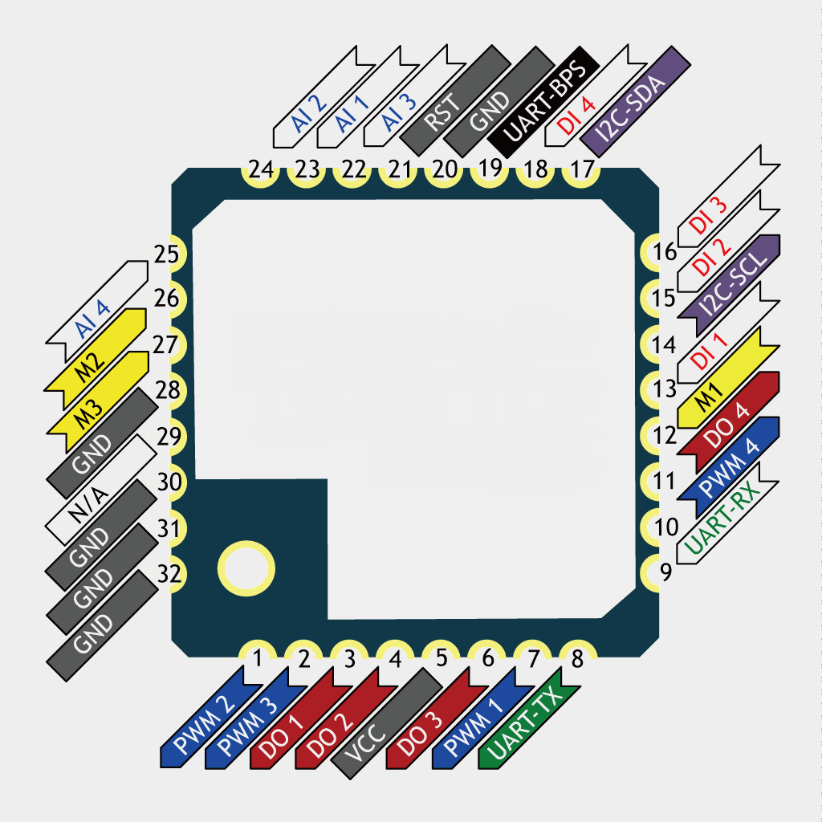 AI 2
AI 1
AI 3
RST
GND
UART-BPS
DI 4
I2C-SDA
24 23 22 21 20 19 18 17
DI 3
DI 2
I2C-SCL
DI 1
M1
DO 4
PWM 4
UART-RX
16
15
14
13
12
11
10
9
25
26
27
28
29
30
31
32
AI 4
M2
M3
GND
N/A
GND
GND
GND
1 2 3 4 5 6 7 8
PWM 2
PWM 3
DO 1
DO 2
VCC
DO 3
PWM 1
UART-TX